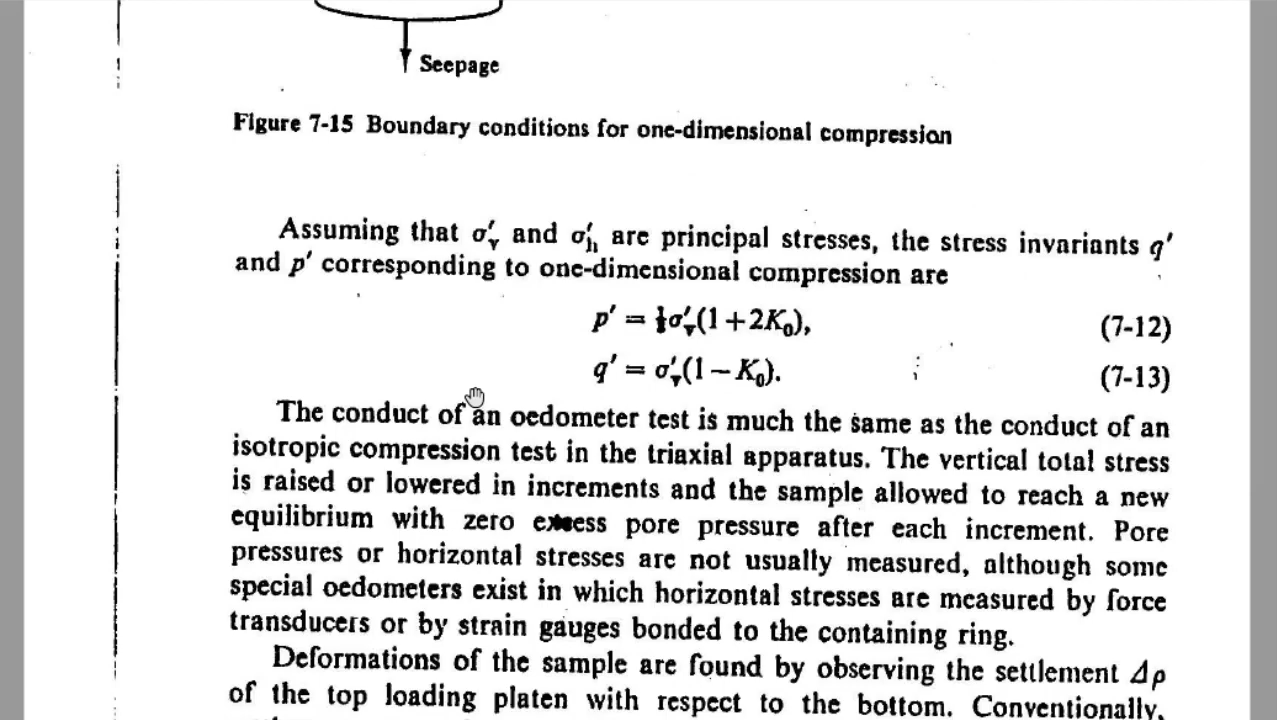 Seepage
Figure 7-15 Boundary conditions for one-dimensional compression
Assuming that σ′ᵥ and σ′ₕ are principal stresses, the stress invariants q′
and p′ corresponding to one-dimensional compression are
p′ = ⅓σ′ᵥ(1+2K₀), (7-12)
q′ = σ′ᵥ(1−K₀). (7-13)
The conduct of an oedometer test is much the same as the conduct of an
isotropic compression test in the triaxial apparatus. The vertical total stress
is raised or lowered in increments and the sample allowed to reach a new
equilibrium with zero excess pore pressure after each increment. Pore
pressures or horizontal stresses are not usually measured, although some
special oedometers exist in which horizontal stresses are measured by force
transducers or by strain gauges bonded to the containing ring.
Deformations of the sample are found by observing the settlement Δρ
of the top loading platen with respect to the bottom. Conventionally,